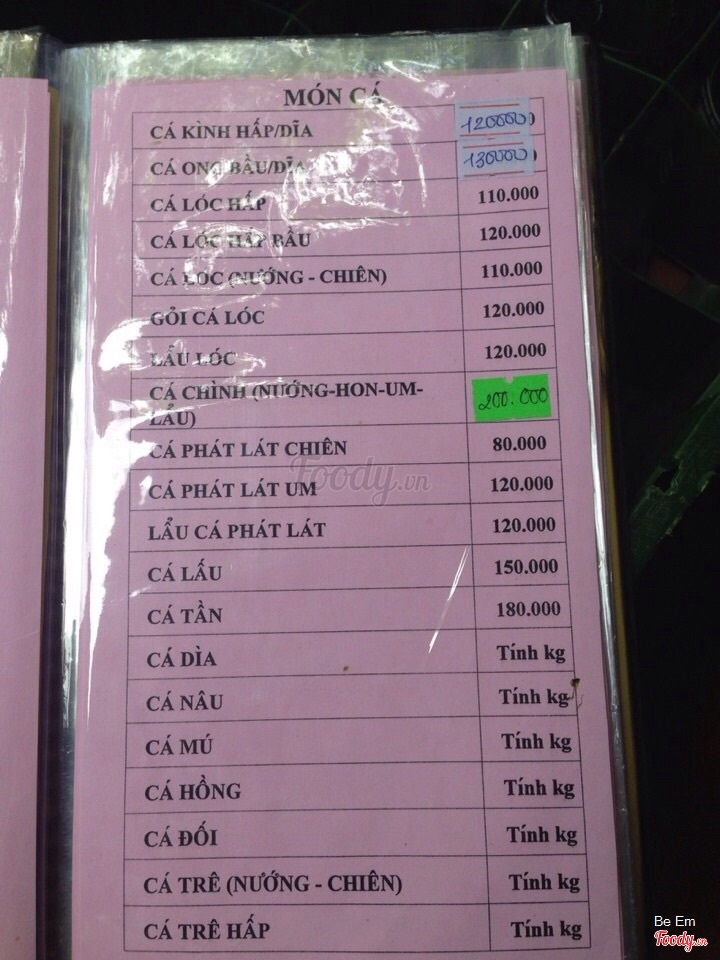 MÓN CÁ
CÁ KÌNH HẤP/DĨA 120000
CÁ ONG BẦU/DĨA 130000
CÁ LÓC HẤP 110.000
CÁ LÓC HẤP BẦU 120.000
CÁ LÓC (NƯỚNG - CHIÊN) 110.000
GỎI CÁ LÓC 120.000
LẨU LÓC 120.000
CÁ CHÌNH (NƯỚNG-HON-UM-
LẨU) 200.000
CÁ PHÁT LÁT CHIÊN 80.000
CÁ PHÁT LÁT UM 120.000
LẨU CÁ PHÁT LÁT 120.000
CÁ LẤU 150.000
CÁ TẦN 180.000
CÁ DÌA Tính kg
CÁ NÂU Tính kg
CÁ MÚ Tính kg
CÁ HỒNG Tính kg
CÁ ĐỐI Tính kg
CÁ TRÊ (NƯỚNG - CHIÊN) Tính kg
CÁ TRÊ HẤP Tính kg
Foody.vn
Be Em
Foody.vn